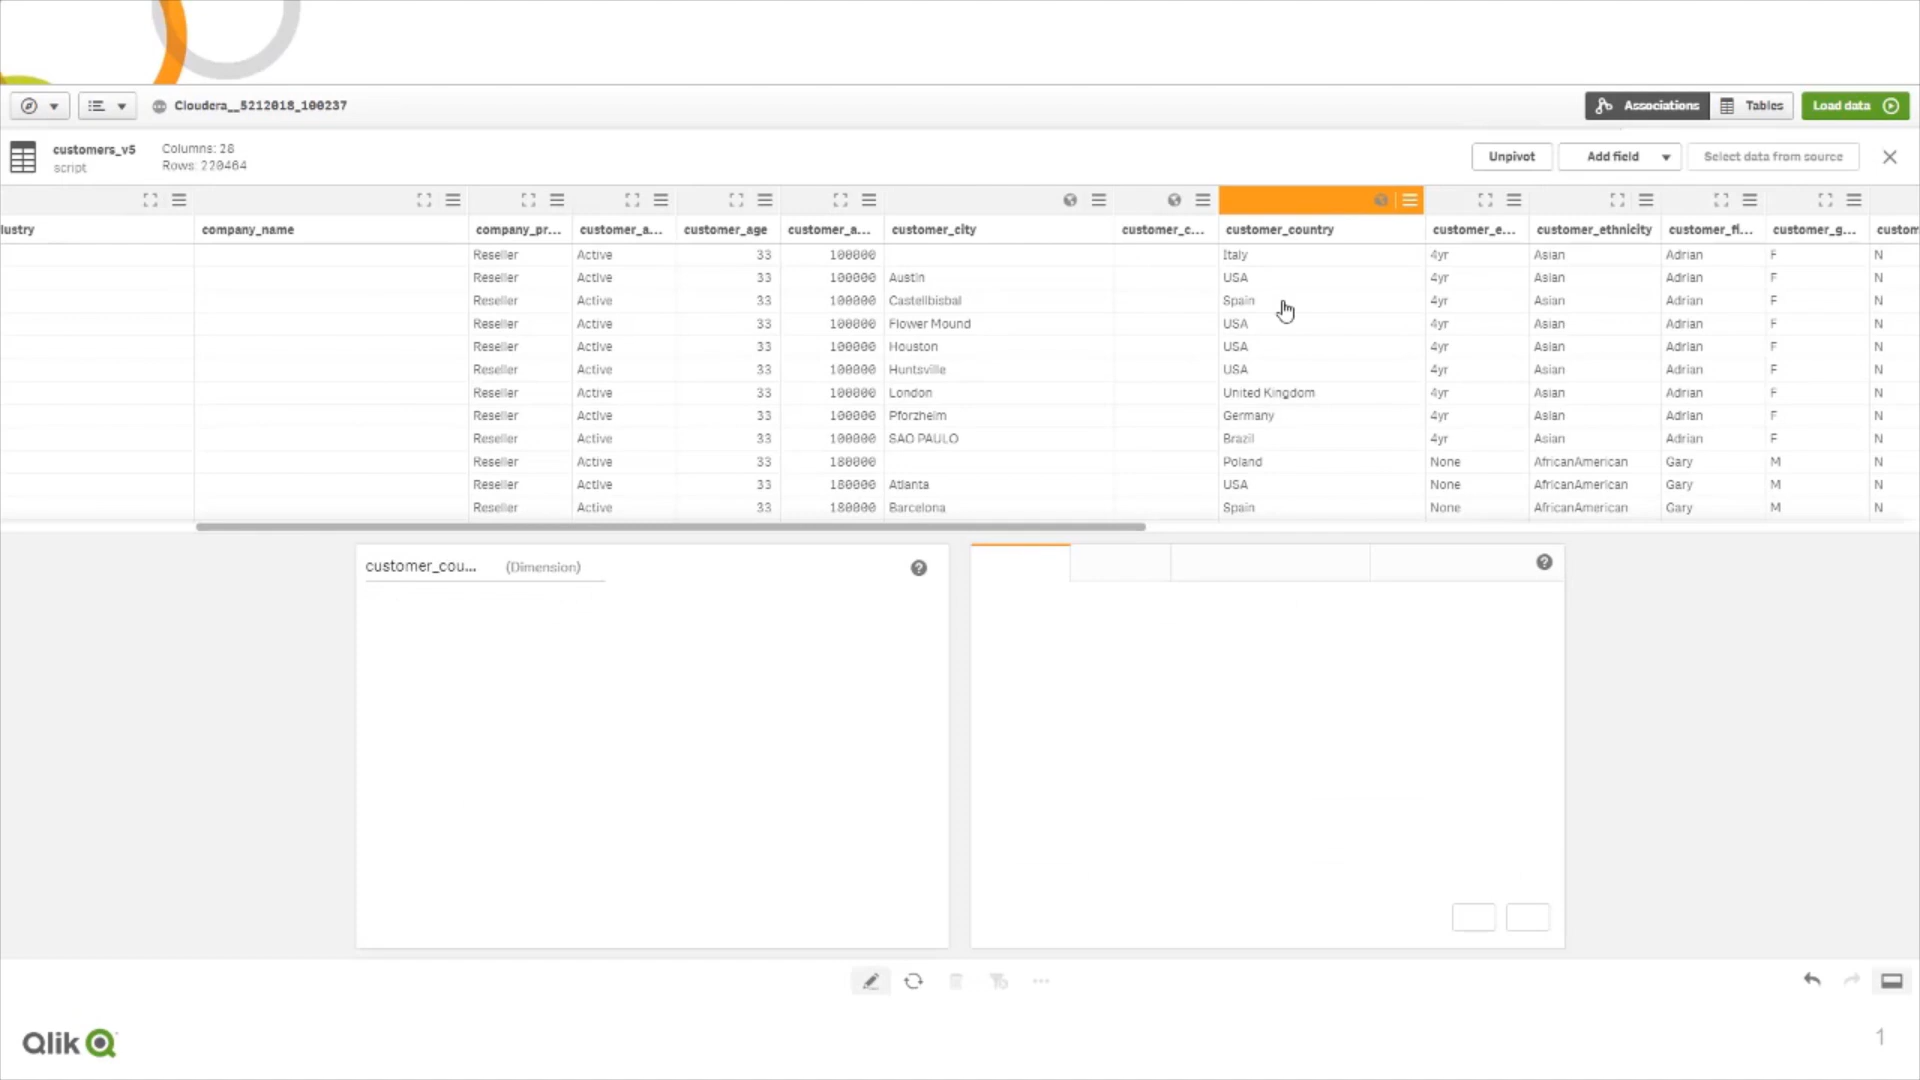 Cloudera__5212018_100237
Associations
Tables
Load data
customers_v5
script
Columns: 28
Rows: 220464
Unpivot
Add field
Select data from source
lustry company_name company_pr... customer_a... customer_age customer_a... customer_city customer_c... customer_country customer_e... customer_ethnicity customer_fi... customer_g... custom
Reseller Active 33 100000 Italy 4yr Asian Adrian F N
Reseller Active 33 100000 Austin USA 4yr Asian Adrian F N
Reseller Active 33 100000 Castellbisbal Spain 4yr Asian Adrian F N
Reseller Active 33 100000 Flower Mound USA 4yr Asian Adrian F N
Reseller Active 33 100000 Houston USA 4yr Asian Adrian F N
Reseller Active 33 100000 Huntsville USA 4yr Asian Adrian F N
Reseller Active 33 100000 London United Kingdom 4yr Asian Adrian F N
Reseller Active 33 100000 Pforzheim Germany 4yr Asian Adrian F N
Reseller Active 33 100000 SAO PAULO Brazil 4yr Asian Adrian F N
Reseller Active 33 180000 Poland None AfricanAmerican Gary M N
Reseller Active 33 180000 Atlanta USA None AfricanAmerican Gary M N
Reseller Active 33 180000 Barcelona Spain None AfricanAmerican Gary M N
customer_cou... (Dimension)
Qlik
1